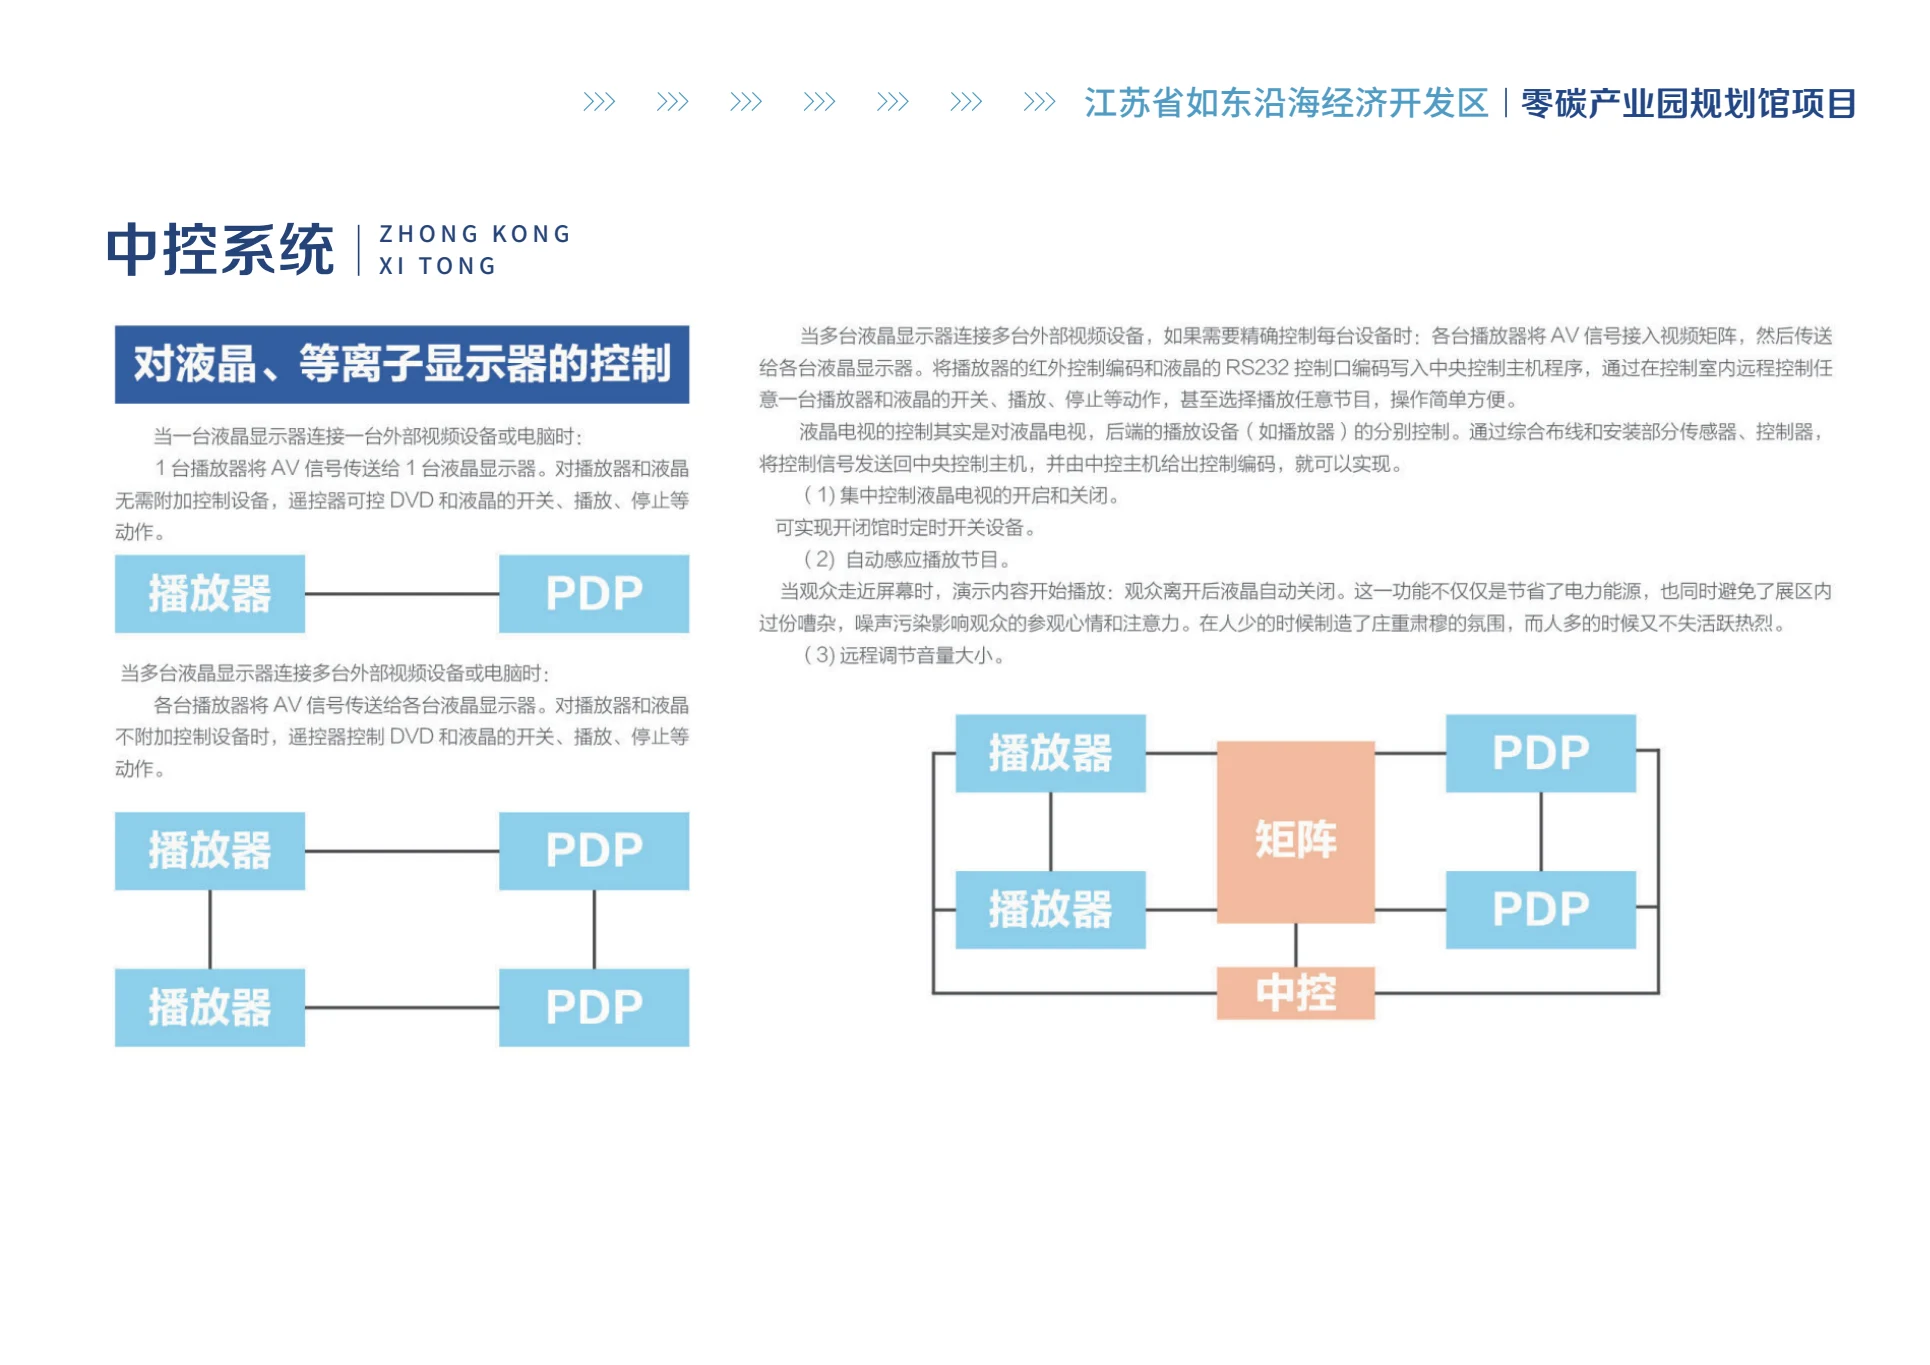 江苏省如东沿海经济开发区|零碳产业园规划馆项目
中控系统
ZHONG KONG
XI TONG
对液晶、等离子显示器的控制
当一台液晶显示器连接一台外部视频设备或电脑时：
1台播放器将 AV 信号传送给 1 台液晶显示器。对播放器和液晶
无需附加控制设备，遥控器可控 DVD 和液晶的开关、播放、停止等
动作。
播放器
PDP
当多台液晶显示器连接多台外部视频设备或电脑时：
各台播放器将 AV 信号传送给各台液晶显示器。对播放器和液晶
不附加控制设备时，遥控器控制 DVD 和液晶的开关、播放、停止等
动作。
播放器
PDP
播放器
PDP
当多台液晶显示器连接多台外部视频设备，如果需要精确控制每台设备时：各台播放器将 AV 信号接入视频矩阵，然后传送
给各台液晶显示器。将播放器的红外控制编码和液晶的 RS232 控制口编码写入中央控制主机程序，通过在控制室内远程控制任
意一台播放器和液晶的开关、播放、停止等动作，甚至选择播放任意节目，操作简单方便。
液晶电视的控制其实是对液晶电视，后端的播放设备（如播放器）的分别控制。通过综合布线和安装部分传感器、控制器，
将控制信号发送回中央控制主机，并由中控主机给出控制编码，就可以实现。
（1)集中控制液晶电视的开启和关闭。
可实现开闭馆时定时开关设备。
（2) 自动感应播放节目。
当观众走近屏幕时，演示内容开始播放：观众离开后液晶自动关闭。这一功能不仅仅是节省了电力能源，也同时避免了展区内
过份嘈杂，噪声污染影响观众的参观心情和注意力。在人少的时候制造了庄重肃穆的氛围，而人多的时候又不失活跃热烈。
（3)远程调节音量大小。
播放器
PDP
矩阵
播放器
PDP
中控